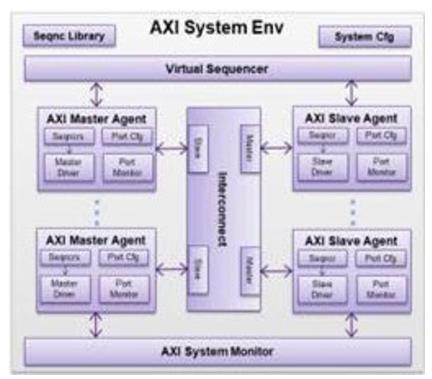 AXI System Env
Seqnc Library
System Cfg
Virtual Sequencer
AXI Master Agent
Seqncrs
Port Cfg
Master
Driver
Port
Monitor
Slave
Interconnect
Master
AXI Slave Agent
Seqncr
Port Cfg
Slave
Driver
Port
Monitor
AXI Master Agent
Seqncrs
Port Cfg
Master
Driver
Port
Monitor
Slave
Master
AXI Slave Agent
Seqncr
Port Cfg
Slave
Driver
Port
Monitor
AXI System Monitor